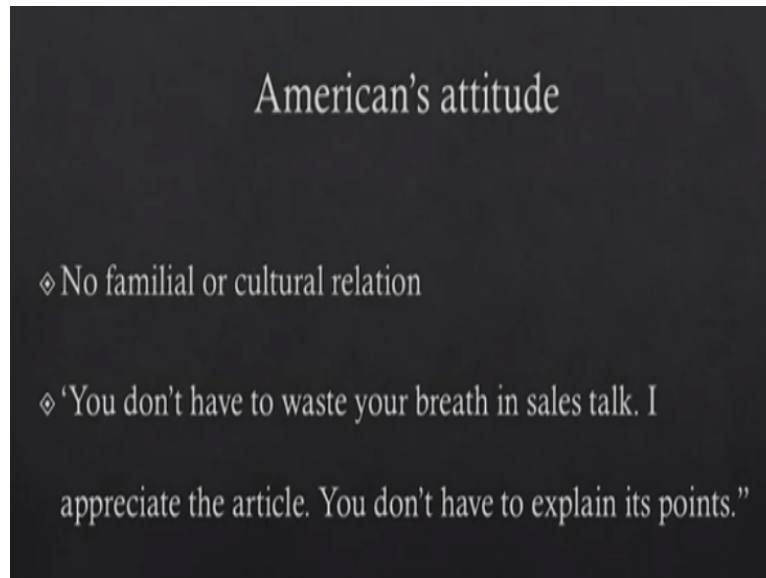 American’s attitude
No familial or cultural relation
‘You don’t have to waste your breath in sales talk. I
appreciate the article. You don’t have to explain its points.”